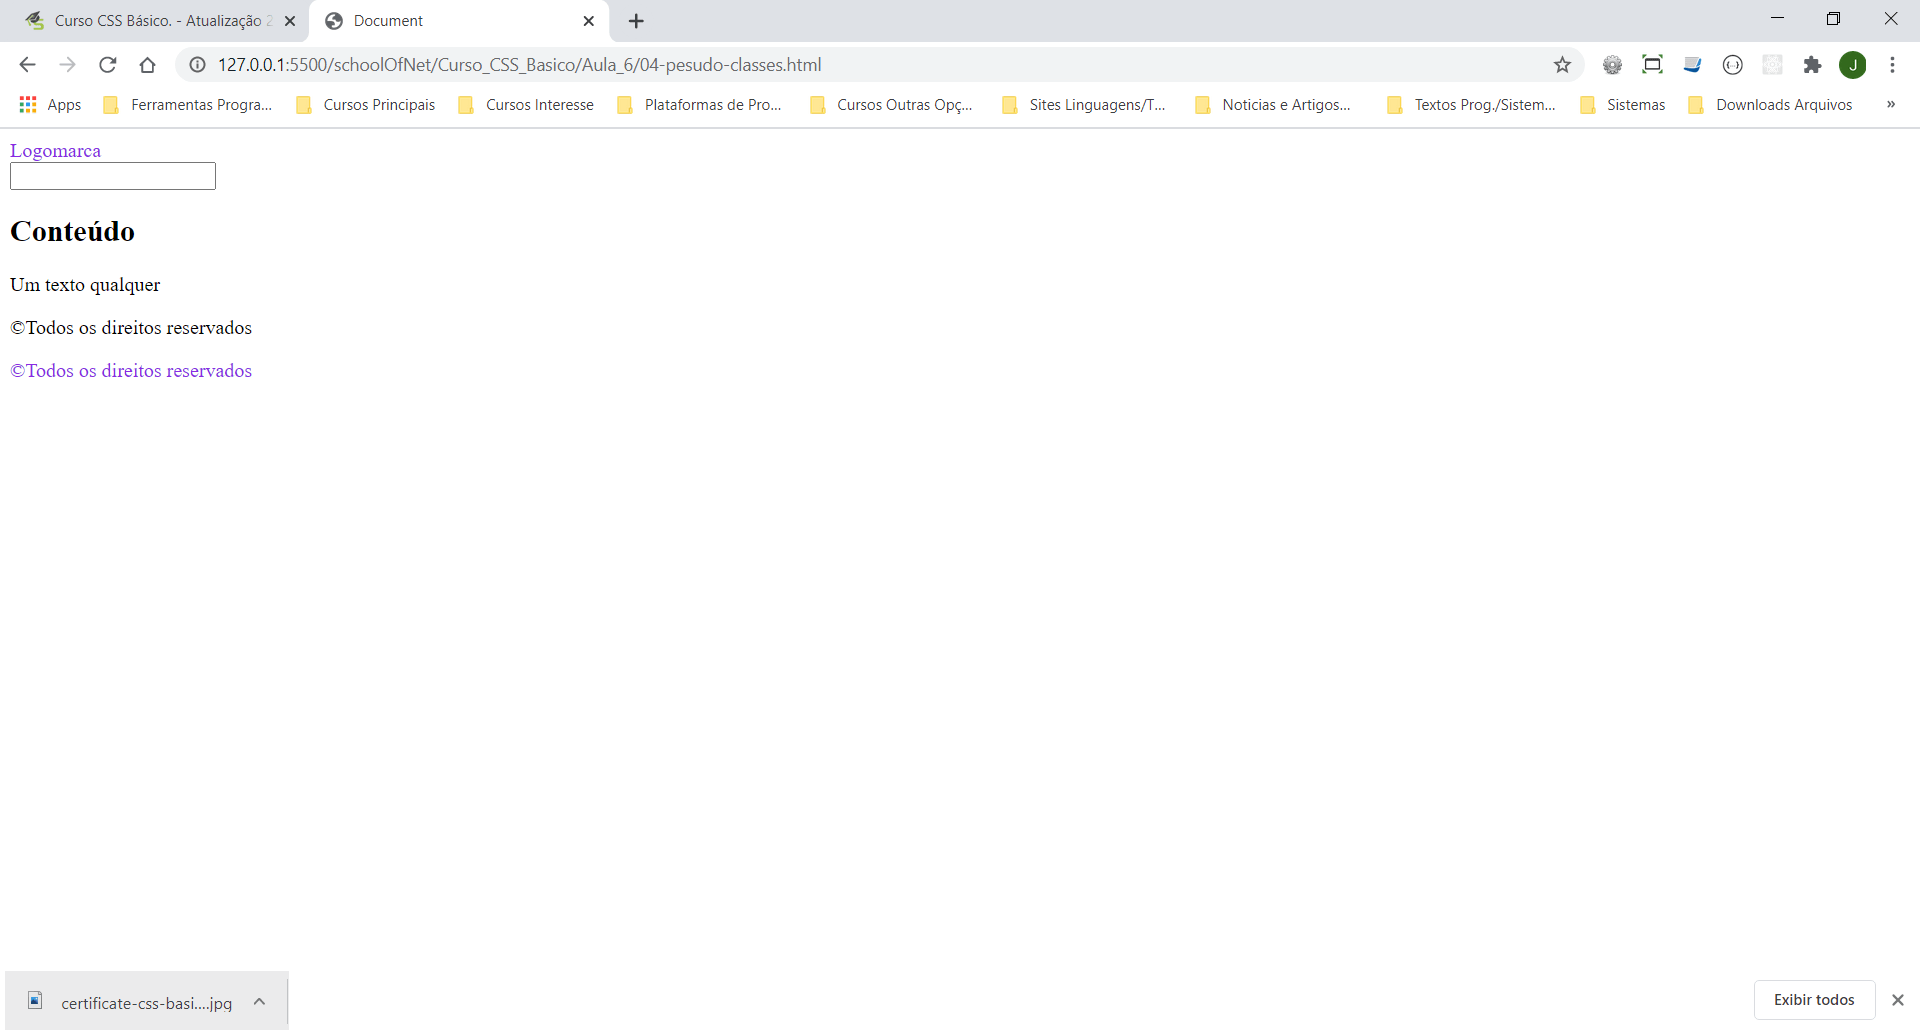 Curso CSS Básico. - Atualização 2
Document
127.0.0.1:5500/schoolOfNet/Curso_CSS_Basico/Aula_6/04-pesudo-classes.html
J
Apps Ferramentas Progra... Cursos Principais Cursos Interesse Plataformas de Pro... Cursos Outras Opç... Sites Linguagens/T... Noticias e Artigos... Textos Prog./Sistem... Sistemas Downloads Arquivos »
Logomarca
Conteúdo
Um texto qualquer
©Todos os direitos reservados
©Todos os direitos reservados
certificate-css-basi....jpg
Exibir todos